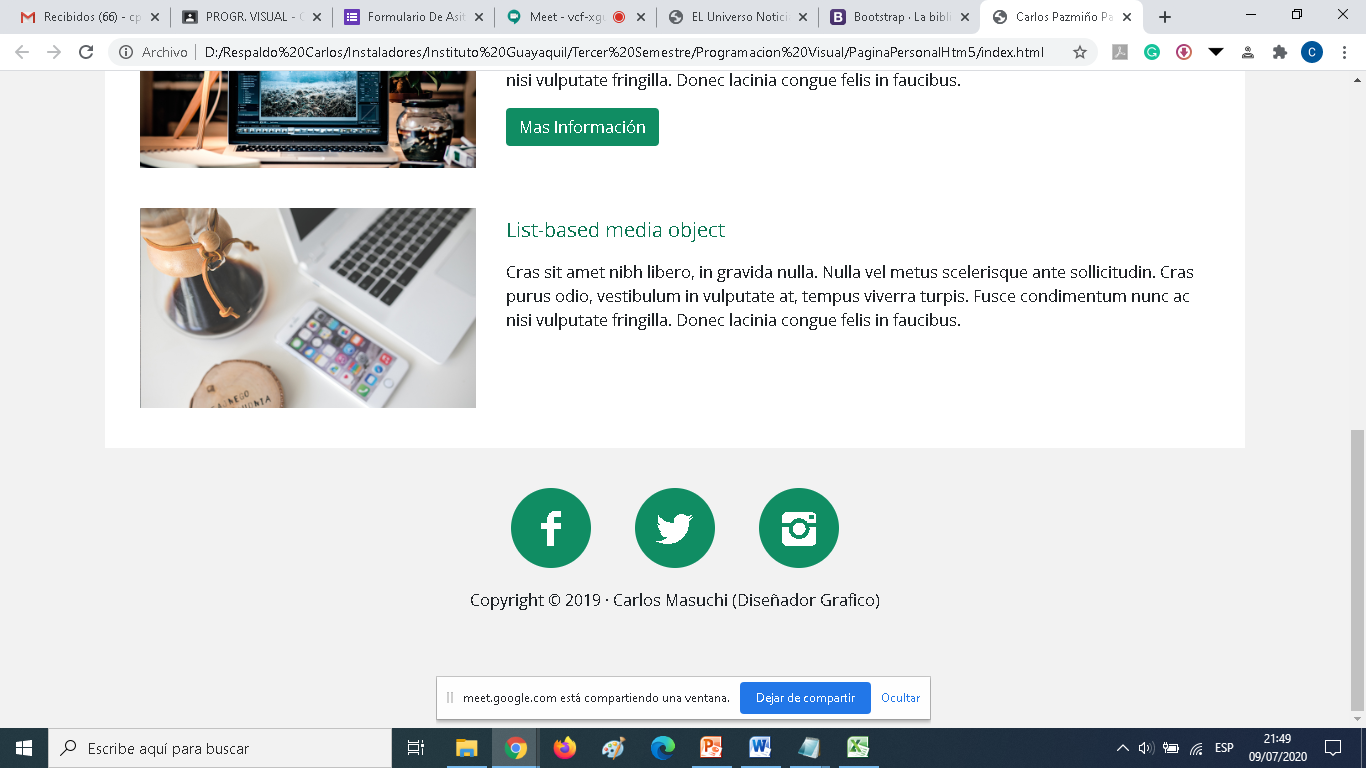 Recibidos (66) - cp
PROGR. VISUAL - C
Formulario De Asit
Meet - vcf-xgu
EL Universo Notici
Bootstrap · La bibli
Carlos Pazmiño Pa
Archivo
D:/Respaldo%20Carlos/Instaladores/Instituto%20Guayaquil/Tercer%20Semestre/Programacion%20Visual/PaginaPersonalHtm5/index.html
C
nisi vulputate fringilla. Donec lacinia congue felis in faucibus.
Mas Información
List-based media object
Cras sit amet nibh libero, in gravida nulla. Nulla vel metus scelerisque ante sollicitudin. Cras
purus odio, vestibulum in vulputate at, tempus viverra turpis. Fusce condimentum nunc ac
nisi vulputate fringilla. Donec lacinia congue felis in faucibus.
Copyright © 2019 · Carlos Masuchi (Diseñador Grafico)
meet.google.com está compartiendo una ventana.
Dejar de compartir
Ocultar
Escribe aquí para buscar
ESP
21:49
09/07/2020